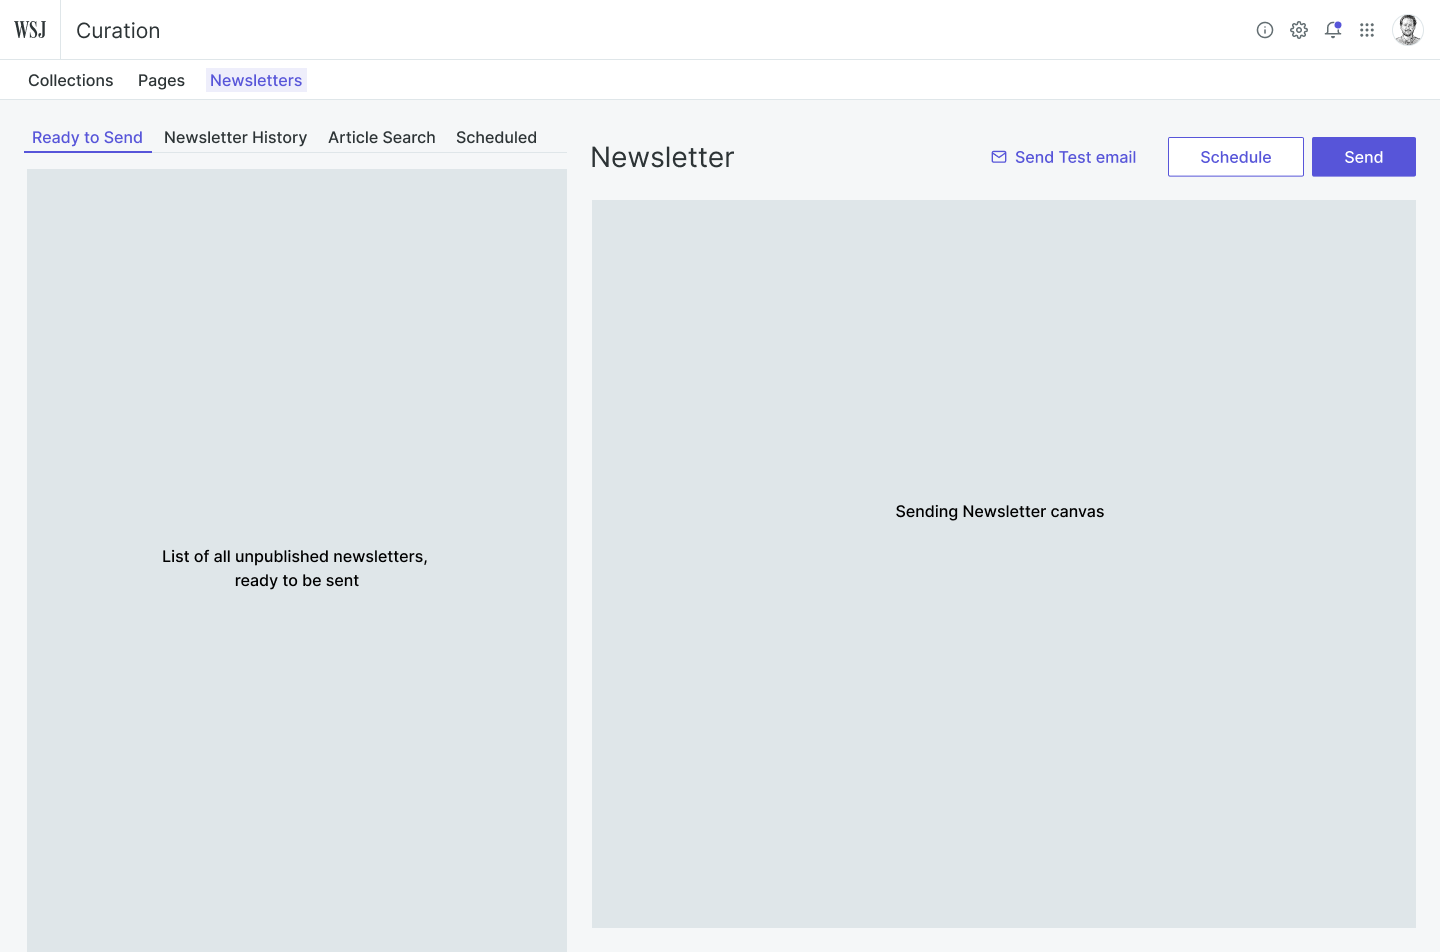 WSJ
Curation
Collections
Pages
Newsletters
Ready to Send
Newsletter History
Article Search
Scheduled
Newsletter
Send Test email
Schedule
Send
List of all unpublished newsletters,
ready to be sent
Sending Newsletter canvas